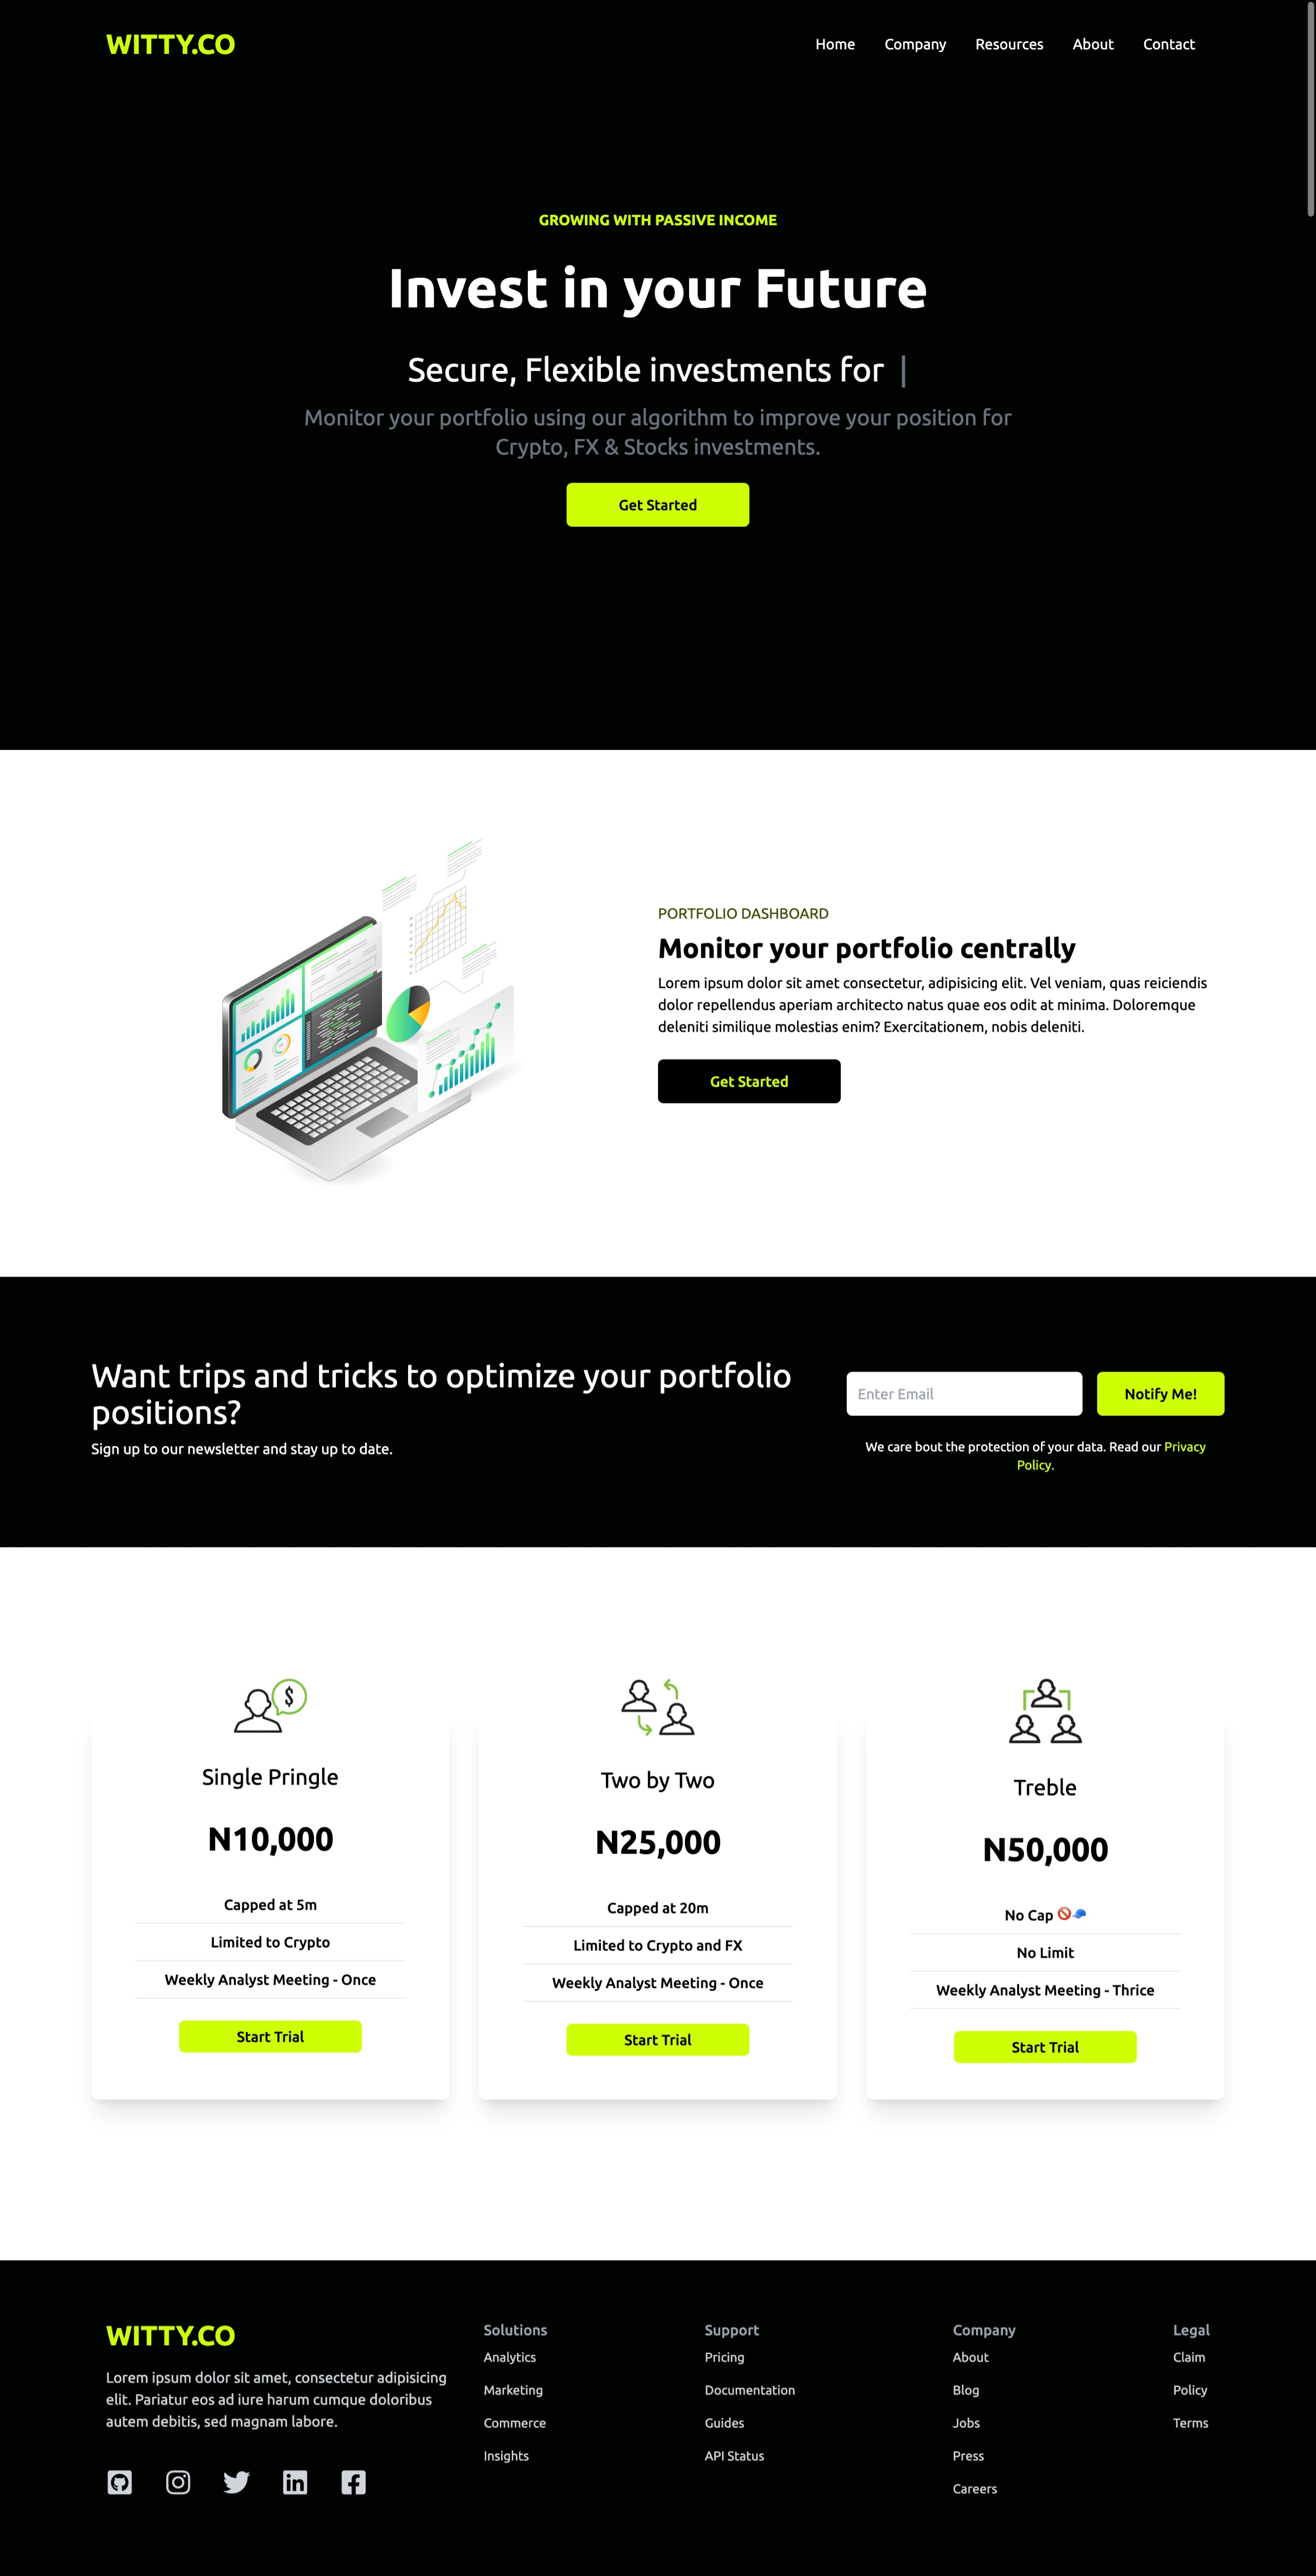 WITTY.CO
Home Company Resources About Contact
GROWING WITH PASSIVE INCOME
Invest in your Future
Secure, Flexible investments for |
Monitor your portfolio using our algorithm to improve your position for
Crypto, FX & Stocks investments.
Get Started
PORTFOLIO DASHBOARD
Monitor your portfolio centrally
Lorem ipsum dolor sit amet consectetur, adipisicing elit. Vel veniam, quas reiciendis
dolor repellendus aperiam architecto natus quae eos odit at minima. Doloremque
deleniti similique molestias enim? Exercitationem, nobis deleniti.
Get Started
Want trips and tricks to optimize your portfolio
positions?
Sign up to our newsletter and stay up to date.
Enter Email
Notify Me!
We care bout the protection of your data. Read our Privacy
Policy.
$
Single Pringle
N10,000
Capped at 5m
Limited to Crypto
Weekly Analyst Meeting - Once
Start Trial
Two by Two
N25,000
Capped at 20m
Limited to Crypto and FX
Weekly Analyst Meeting - Once
Start Trial
Treble
N50,000
No Cap 🚫🧢
No Limit
Weekly Analyst Meeting - Thrice
Start Trial
WITTY.CO
Lorem ipsum dolor sit amet, consectetur adipisicing
elit. Pariatur eos ad iure harum cumque doloribus
autem debitis, sed magnam labore.
Solutions
Analytics
Marketing
Commerce
Insights
Support
Pricing
Documentation
Guides
API Status
Company
About
Blog
Jobs
Press
Careers
Legal
Claim
Policy
Terms